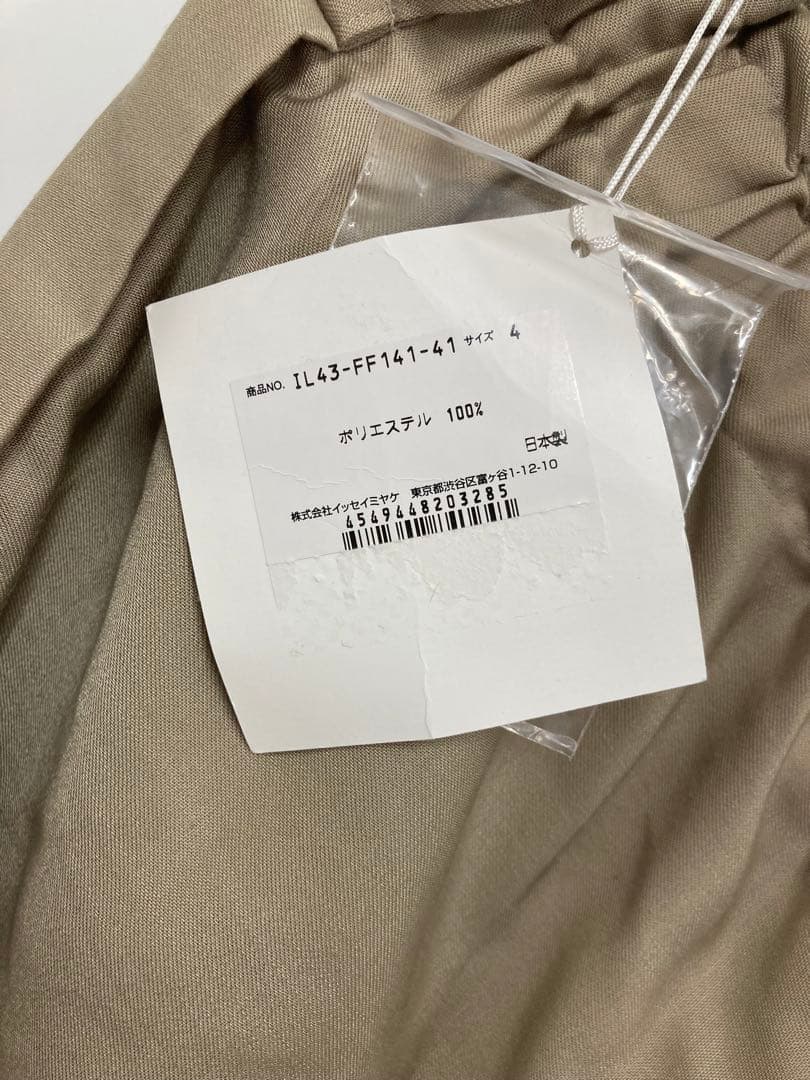 商品NO. IL43-FF141-41 サイズ 4
ポリエステル 100%
日本製
株式会社イッセイミヤケ 東京都渋谷区富ヶ谷1-12-10
4549448203285